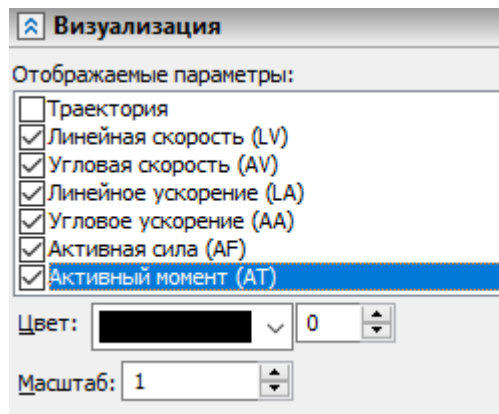 Визуализация
Отображаемые параметры:
Траектория
Линейная скорость (LV)
Угловая скорость (AV)
Линейное ускорение (LA)
Угловое ускорение (AA)
Активная сила (AF)
Активный момент (AT)
Цвет: 0
Масштаб: 1